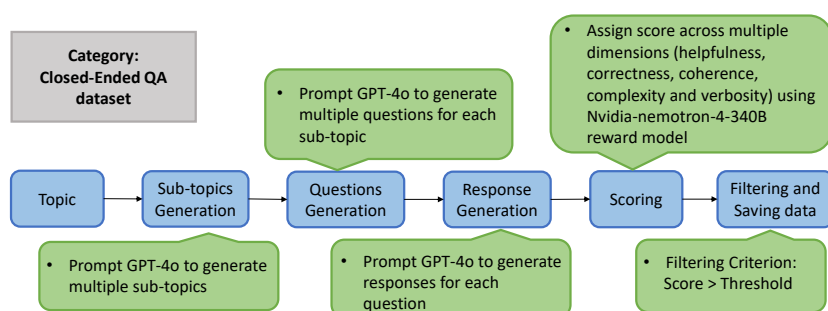 Category:
Closed-Ended QA
dataset
• Prompt GPT-4o to generate
multiple questions for each
sub-topic
• Assign score across multiple
dimensions (helpfulness,
correctness, coherence,
complexity and verbosity) using
Nvidia-nemotron-4-340B
reward model
Topic
Sub-topics
Generation
Questions
Generation
Response
Generation
Scoring
Filtering and
Saving data
• Prompt GPT-4o to generate
multiple sub-topics
• Prompt GPT-4o to generate
responses for each
question
• Filtering Criterion:
Score > Threshold